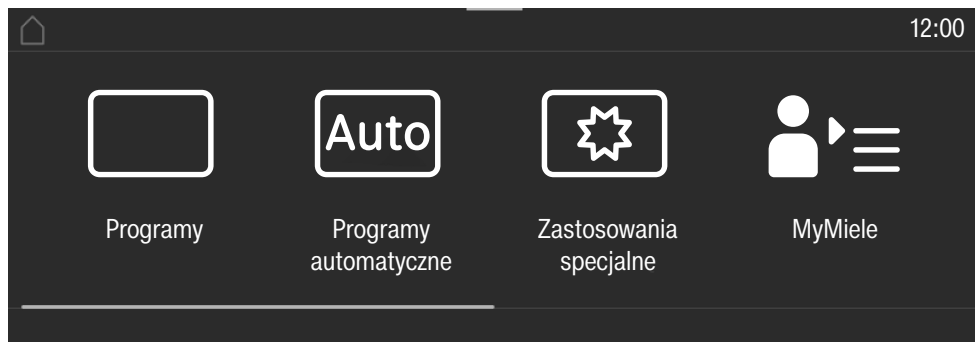 12:00
Auto
Programy
Programy
automatyczne
Zastosowania
specjalne
MyMiele